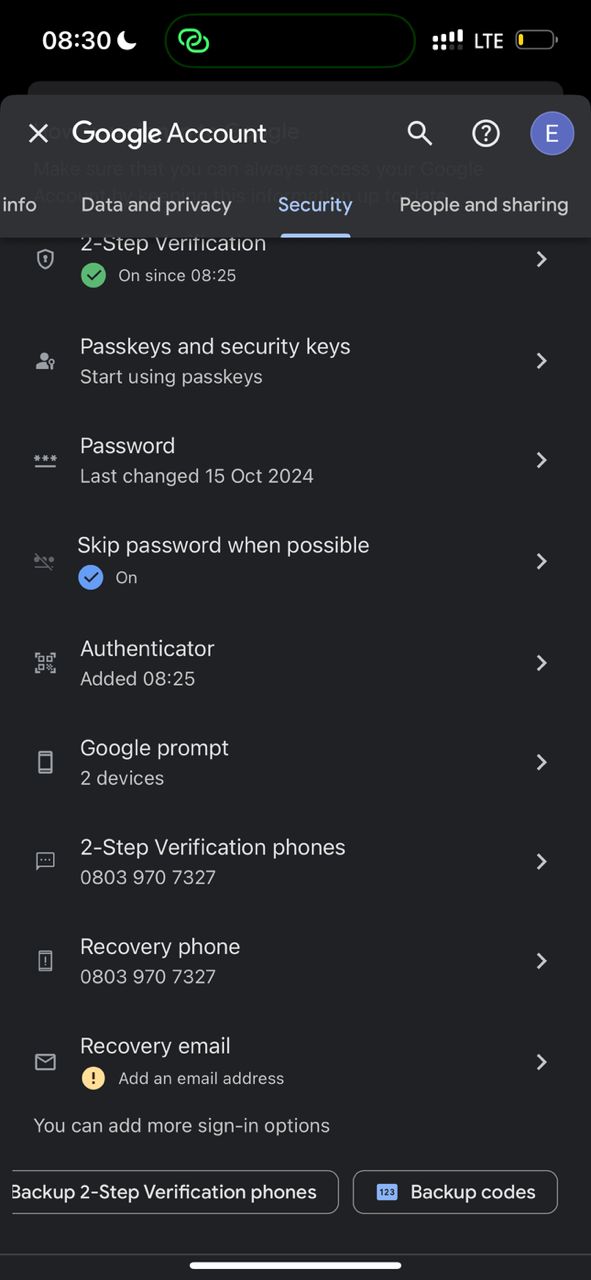 08:30
LTE
Google Account
E
info
Data and privacy
Security
People and sharing
2-Step Verification
On since 08:25
Passkeys and security keys
Start using passkeys
Password
Last changed 15 Oct 2024
Skip password when possible
On
Authenticator
Added 08:25
Google prompt
2 devices
2-Step Verification phones
0803 970 7327
Recovery phone
0803 970 7327
Recovery email
Add an email address
You can add more sign-in options
Backup 2-Step Verification phones
123
Backup codes